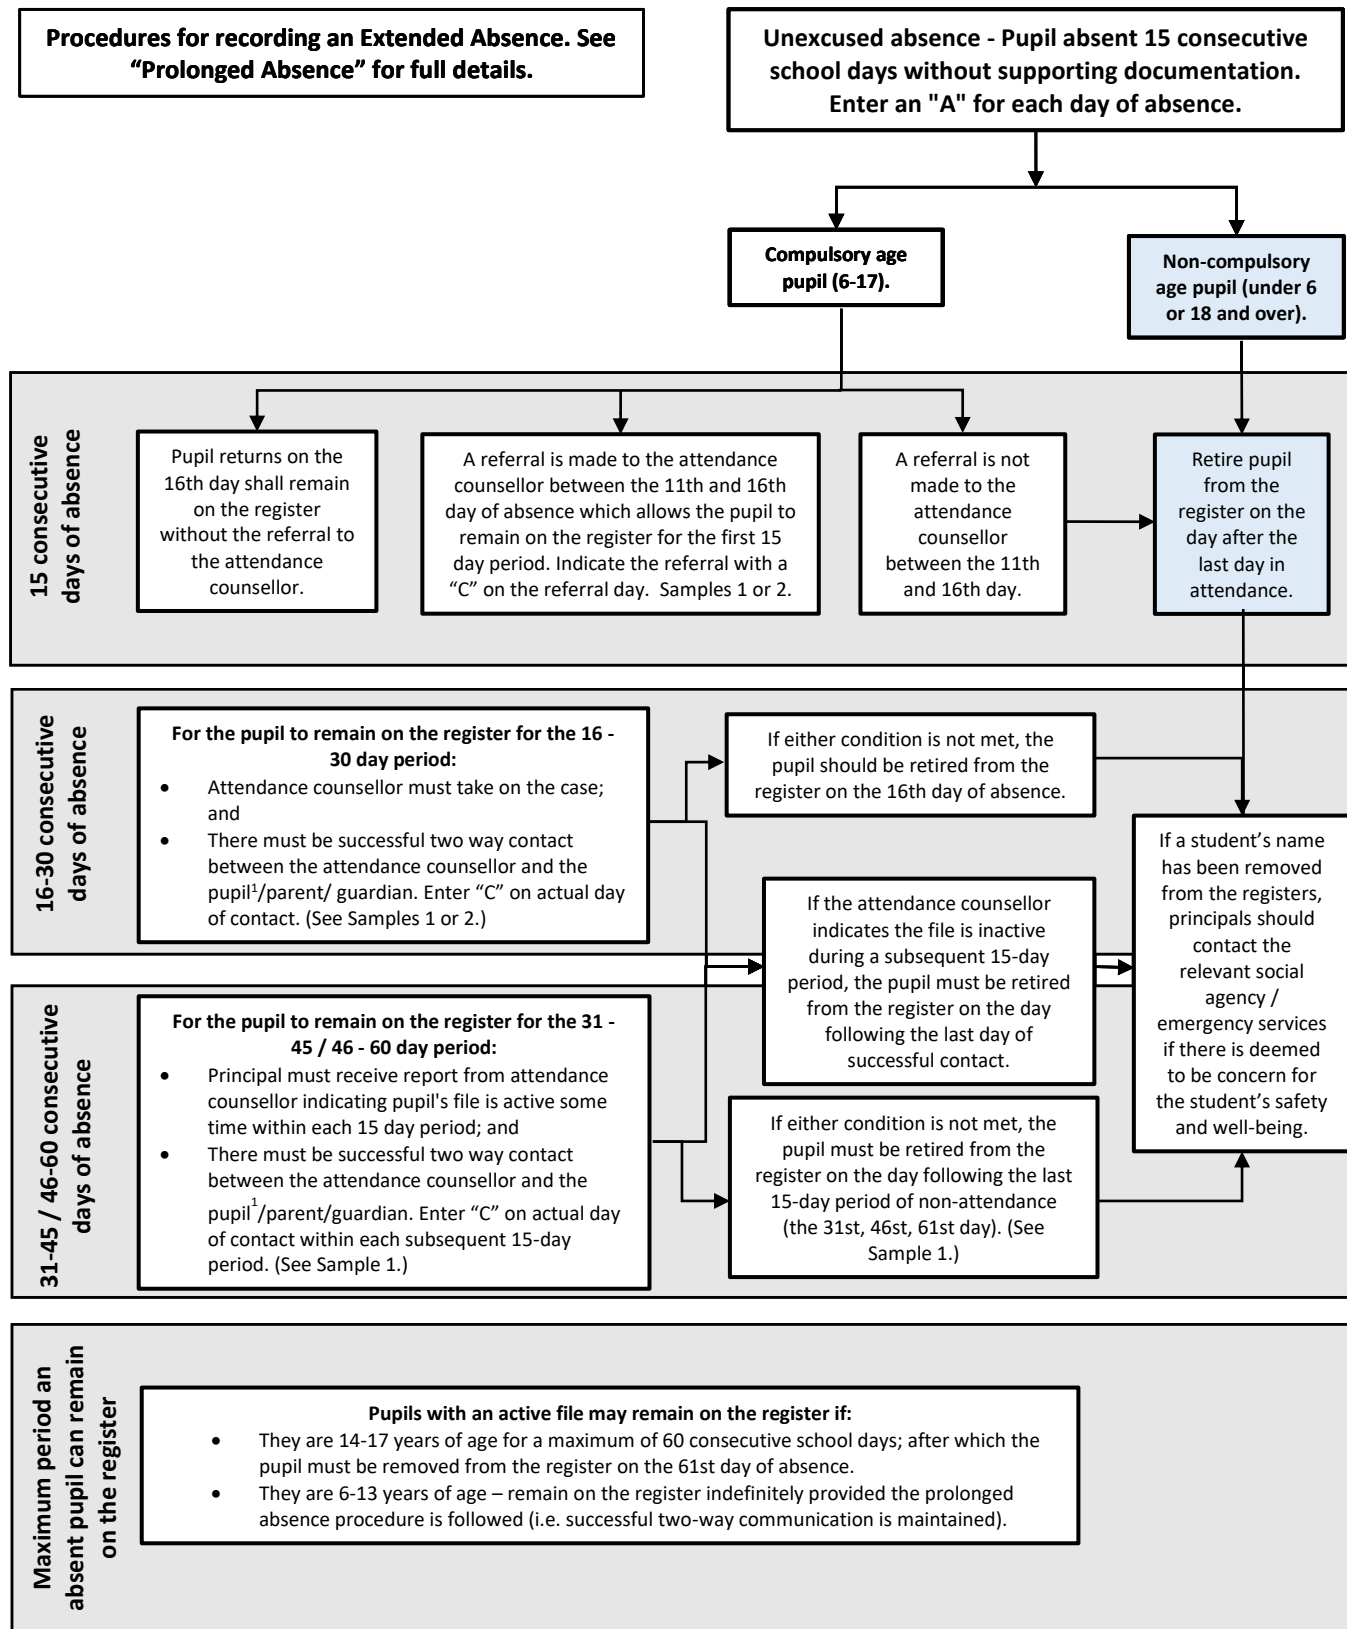 Procedures for recording an Extended Absence. See
“Prolonged Absence” for full details.
Unexcused absence - Pupil absent 15 consecutive
school days without supporting documentation.
Enter an "A" for each day of absence.
Compulsory age
pupil (6-17).
Non-compulsory
age pupil (under 6
or 18 and over).
15 consecutive
days of absence
Pupil returns on the
16th day shall remain
on the register
without the referral to
the attendance
counsellor.
A referral is made to the attendance
counsellor between the 11th and 16th
day of absence which allows the pupil to
remain on the register for the first 15
day period. Indicate the referral with a
“C” on the referral day.  Samples 1 or 2.
A referral is not
made to the
attendance
counsellor
between the 11th
and 16th day.
Retire pupil
from the
register on the
day after the
last day in
attendance.
16-30 consecutive
days of absence
For the pupil to remain on the register for the 16 -
30 day period:
• Attendance counsellor must take on the case;
and
• There must be successful two way contact
between the attendance counsellor and the
pupil¹/parent/ guardian. Enter “C” on actual day
of contact. (See Samples 1 or 2.)
If either condition is not met, the
pupil should be retired from the
register on the 16th day of absence.
If the attendance counsellor
indicates the file is inactive
during a subsequent 15-day
period, the pupil must be retired
from the register on the day
following the last day of
successful contact.
If a student’s name
has been removed
from the registers,
principals should
contact the
relevant social
agency /
emergency services
if there is deemed
to be concern for
the student’s safety
and well-being.
31-45 / 46-60 consecutive
days of absence
For the pupil to remain on the register for the 31 -
45 / 46 - 60 day period:
• Principal must receive report from attendance
counsellor indicating pupil's file is active some
time within each 15 day period; and
• There must be successful two way contact
between the attendance counsellor and the
pupil¹/parent/guardian. Enter “C” on actual day
of contact within each subsequent 15-day
period. (See Sample 1.)
If either condition is not met, the
pupil must be retired from the
register on the day following the last
15-day period of non-attendance
(the 31st, 46st, 61st day). (See
Sample 1.)
Maximum period an
absent pupil can remain
on the register
Pupils with an active file may remain on the register if:
• They are 14-17 years of age for a maximum of 60 consecutive school days; after which the
pupil must be removed from the register on the 61st day of absence.
• They are 6-13 years of age – remain on the register indefinitely provided the prolonged
absence procedure is followed (i.e. successful two-way communication is maintained).